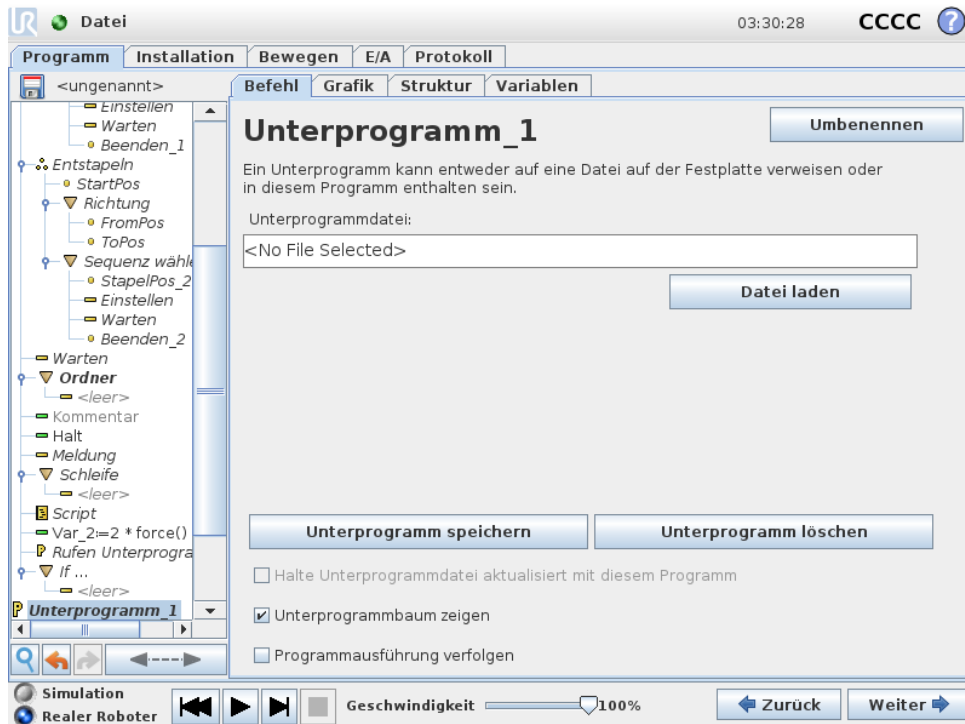 UR Datei 03:30:28 CCCC ?
Programm Installation Bewegen E/A Protokoll
<ungenannt>
Befehl Grafik Struktur Variablen
Einstellen
Warten
Beenden_1
Entstapeln
StartPos
Richtung
FromPos
ToPos
Sequenz wähle
StapelPos_2
Einstellen
Warten
Beenden_2
Warten
Ordner
<leer>
Kommentar
Halt
Meldung
Schleife
<leer>
Script
Var_2:=2 * force()
Rufen Unterprogra
If ...
<leer>
Unterprogramm_1
Unterprogramm_1
Umbenennen
Ein Unterprogramm kann entweder auf eine Datei auf der Festplatte verweisen oder
in diesem Programm enthalten sein.
Unterprogrammdatei:
<No File Selected>
Datei laden
Unterprogramm speichern Unterprogramm löschen
Halte Unterprogrammdatei aktualisiert mit diesem Programm
Unterprogrammbaum zeigen
Programmausführung verfolgen
Simulation
Realer Roboter
Geschwindigkeit 100%
Zurück Weiter